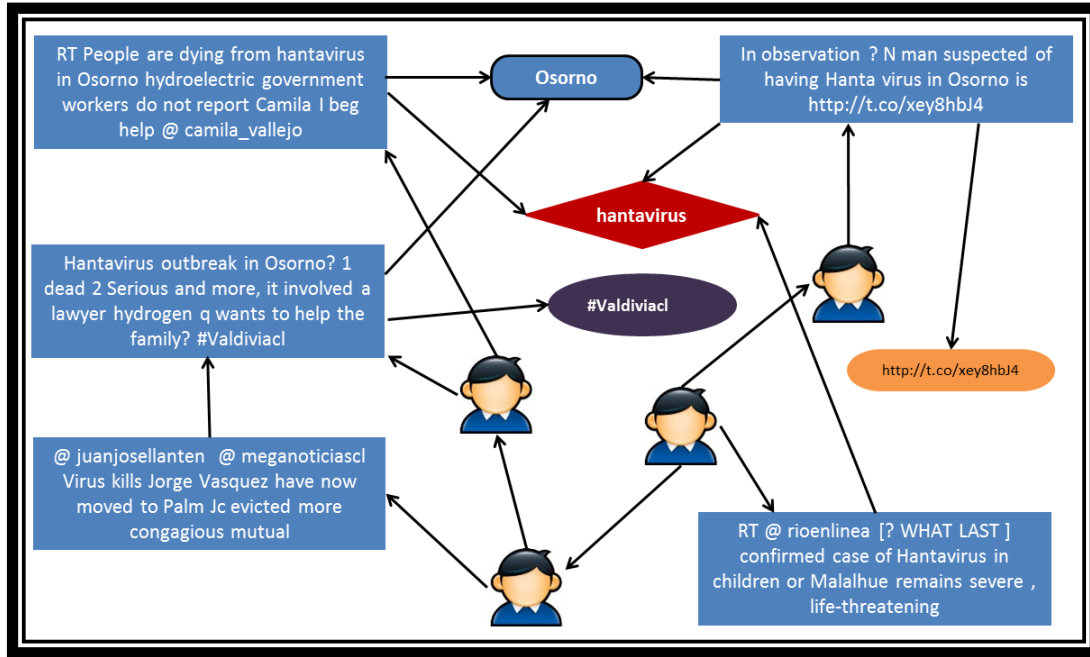 RT People are dying from hantavirus
in Osorno hydroelectric government
workers do not report Camila I beg
help @ camila_vallejo
Osorno
In observation ? N man suspected of
having Hanta virus in Osorno is
http://t.co/xey8hbJ4
hantavirus
Hantavirus outbreak in Osorno? 1
dead 2 Serious and more, it involved a
lawyer hydrogen q wants to help the
family? #Valdiviacl
#Valdiviacl
http://t.co/xey8hbJ4
@ juanjosellanten @ meganoticiascl
Virus kills Jorge Vasquez have now
moved to Palm Jc evicted more
congagious mutual
RT @ rioenlinea [? WHAT LAST ]
confirmed case of Hantavirus in
children or Malalhue remains severe ,
life-threatening